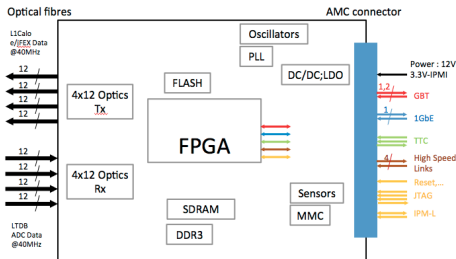 Optical fibres
AMC connector
L1Calo
e/jFEX Data
@40MHz
12
12
12
12
4x12 Optics
Tx
Oscillators
PLL
FLASH
DC/DC;LDO
FPGA
12
12
12
12
4x12 Optics
Rx
LTDB
ADC Data
@40MHz
SDRAM
DDR3
Sensors
MMC
Power : 12V
3.3V-IPMI
1,2
GBT
1
1GbE
TTC
4
High Speed
Links
Reset,...
JTAG
IPM-L